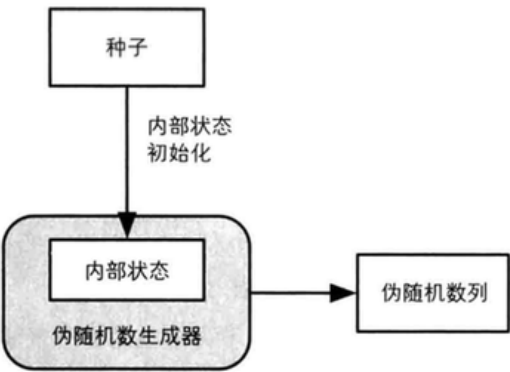 种子
内部状态
初始化
内部状态
伪随机数生成器
伪随机数列